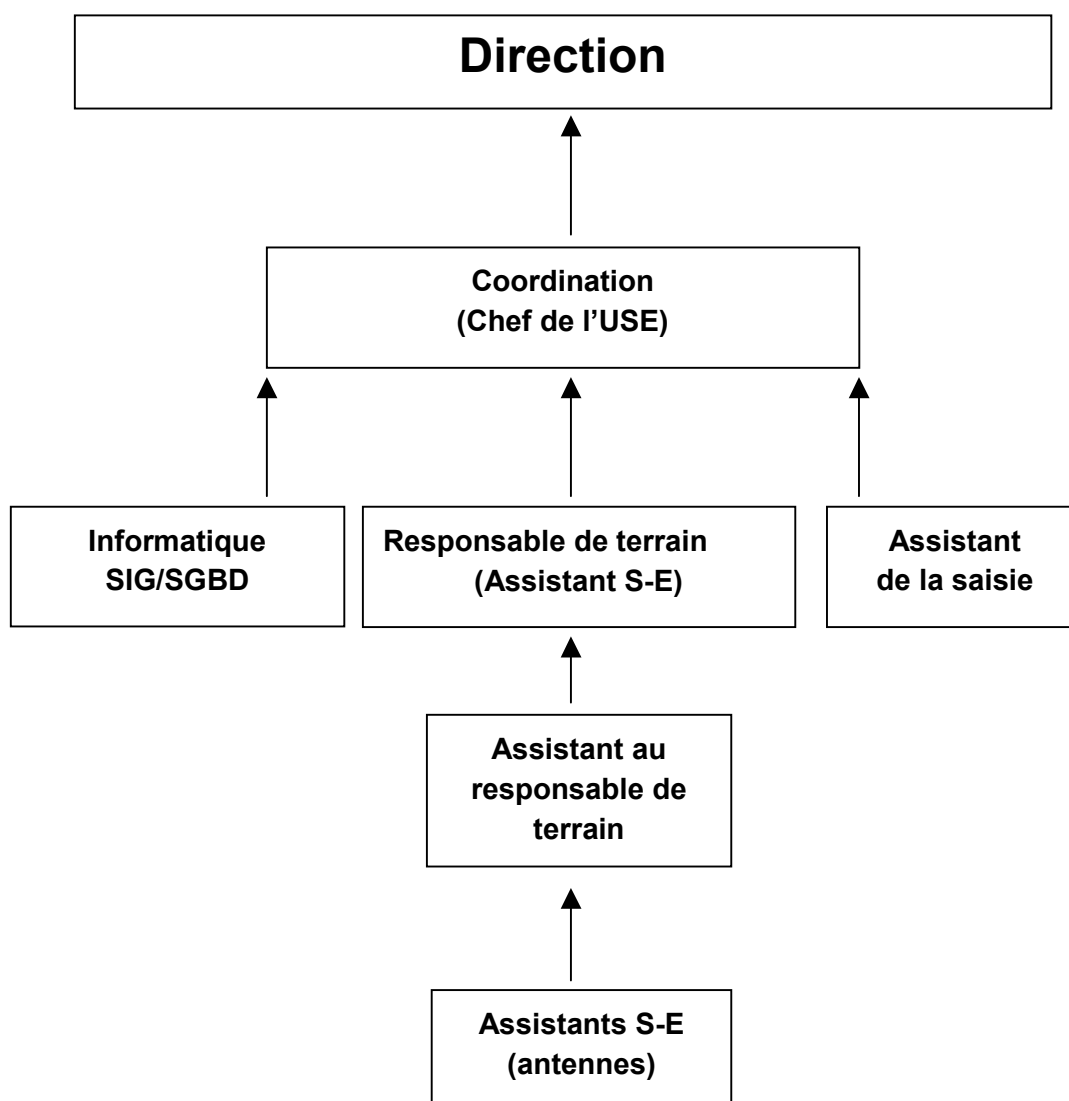 Direction
Coordination
(Chef de l’USE)
Informatique
SIG/SGBD
Responsable de terrain
(Assistant S-E)
Assistant
de la saisie
Assistant au
responsable de
terrain
Assistants S-E
(antennes)